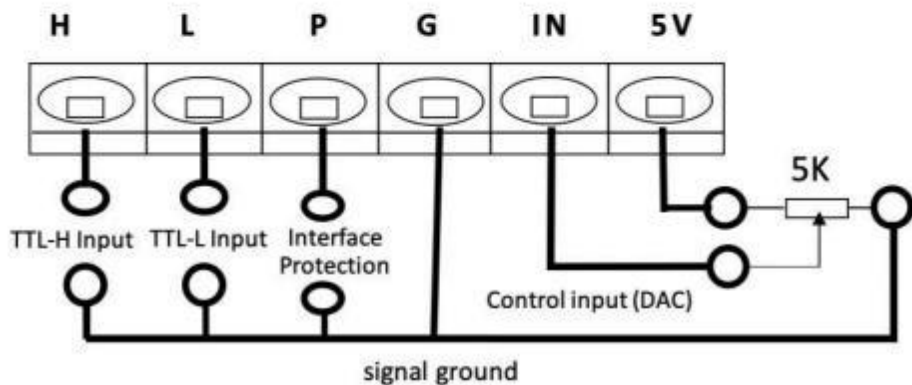 H L P G IN 5V
5K
TTL-H Input TTL-L Input Interface
Protection
Control input (DAC)
signal ground